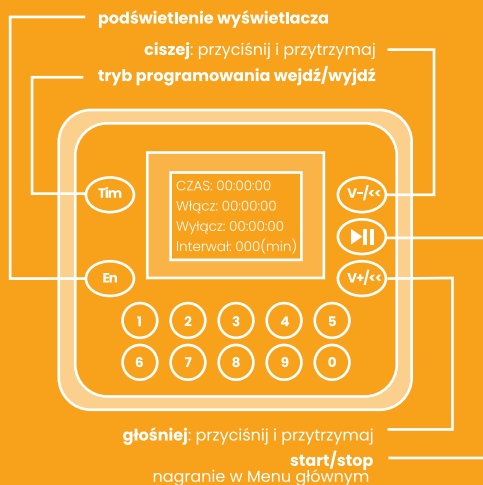 podświetlenie wyświetlacza
ciszej: przyciśnij i przytrzymaj
tryb programowania wejdź/wyjdź
Tim
CZAS: 00:00:00
Włącz: 00:00:00
Wyłącz: 00:00:00
Interwał: 000(min)
V-/<<
En
V+/<<
1 2 3 4 5
6 7 8 9 0
głośniej: przyciśnij i przytrzymaj
start/stop
nagranie w Menu głównym